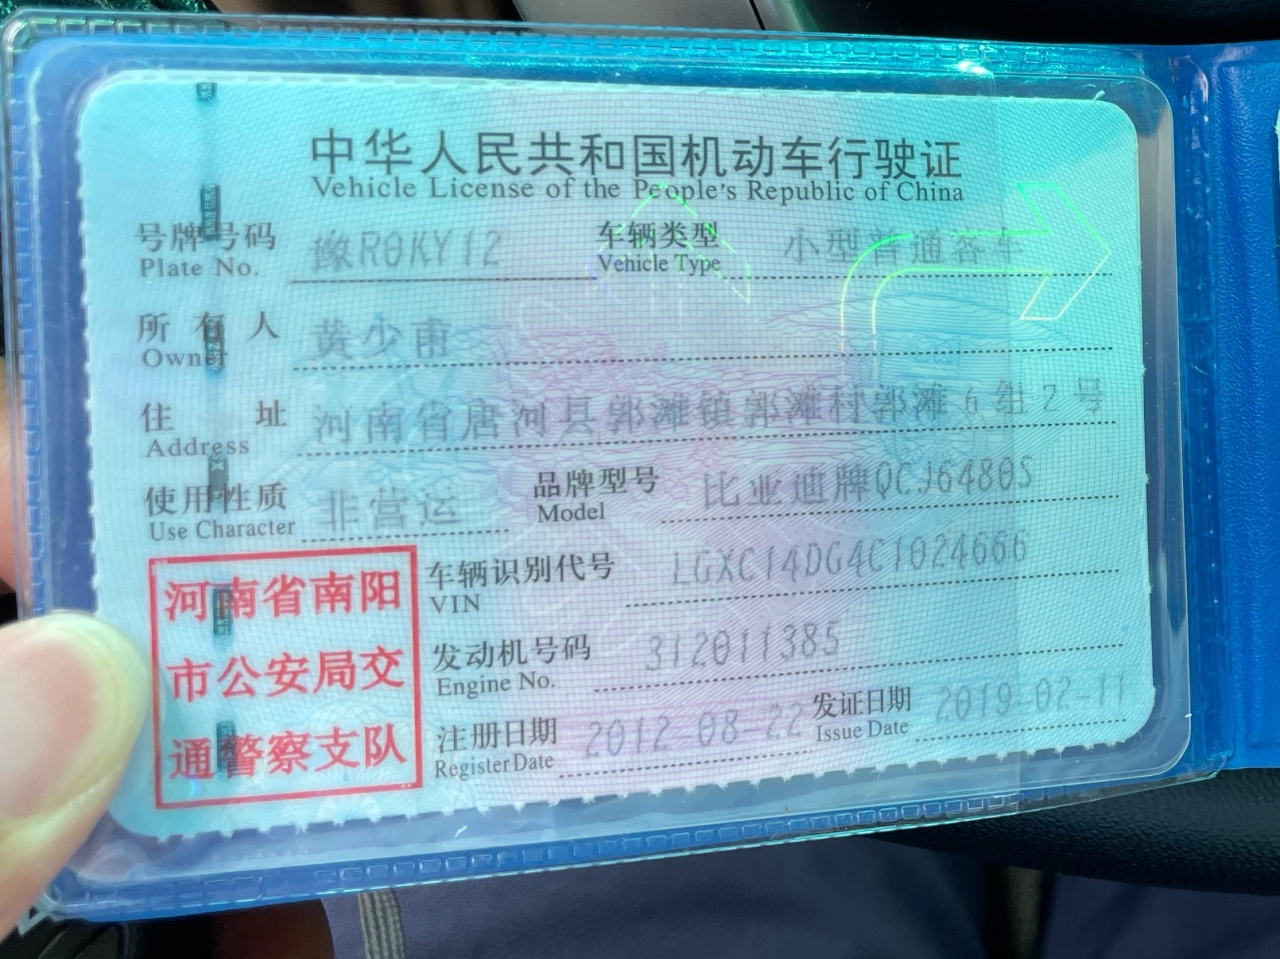 中华人民共和国机动车行驶证
Vehicle License of the People's Republic of China
号牌号码 豫R0KY12 车辆类型 小型普通客车
Plate No. Vehicle Type
所有人 黄少甫
Owner
住址 河南省唐河县郭滩镇郭滩村郭滩6组2号
Address
使用性质 非营运 品牌型号 比亚迪牌QCJ6480S
Use Character Model
河南省南阳
市公安局交
通警察支队
车辆识别代号 LGXC14DG4C1024666
VIN
发动机号码 312011385
Engine No.
注册日期 2012-08-22 发证日期 2019-02-11
Register Date Issue Date